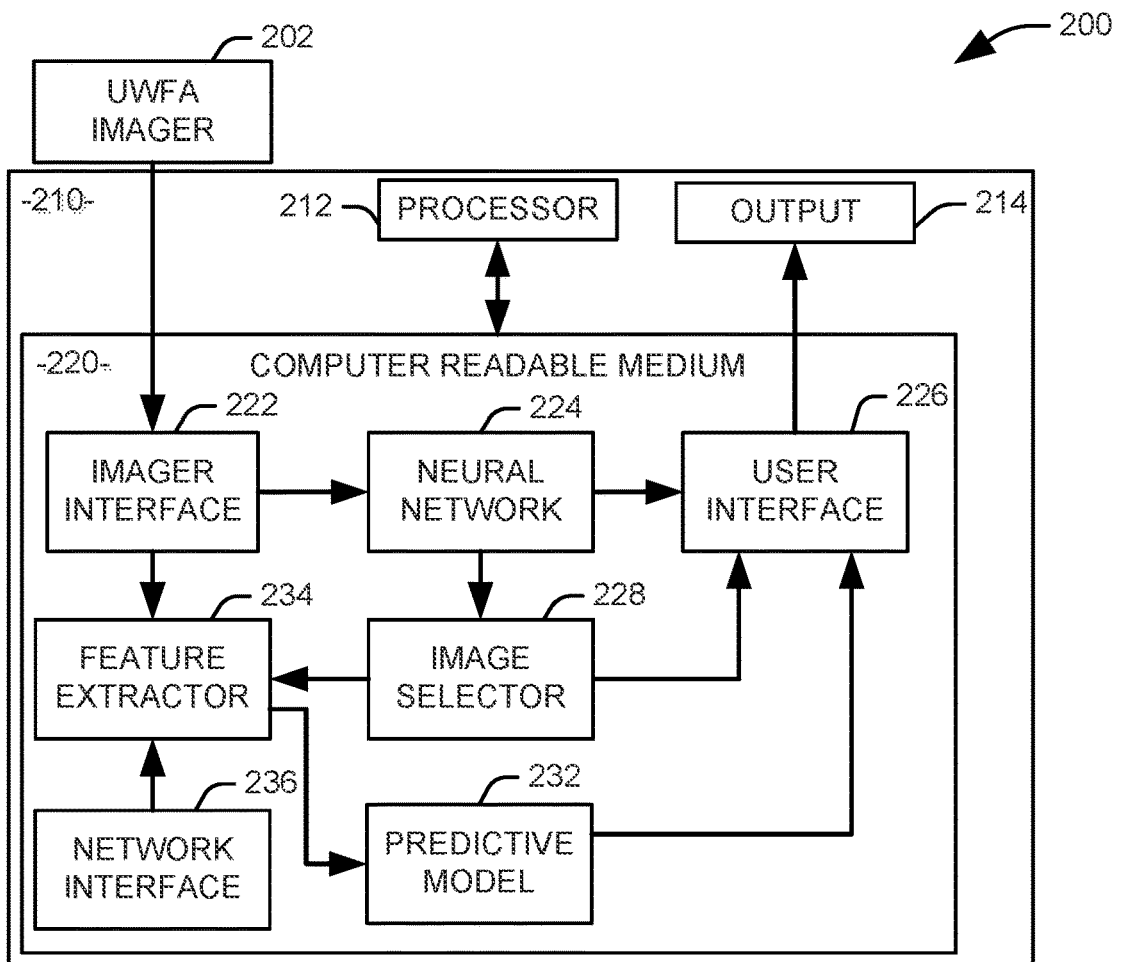 200
202
UWFA
IMAGER
-210-
212
PROCESSOR
OUTPUT
214
-220-
COMPUTER READABLE MEDIUM
222
224
226
IMAGER
INTERFACE
NEURAL
NETWORK
USER
INTERFACE
234
228
FEATURE
EXTRACTOR
IMAGE
SELECTOR
236
232
NETWORK
INTERFACE
PREDICTIVE
MODEL